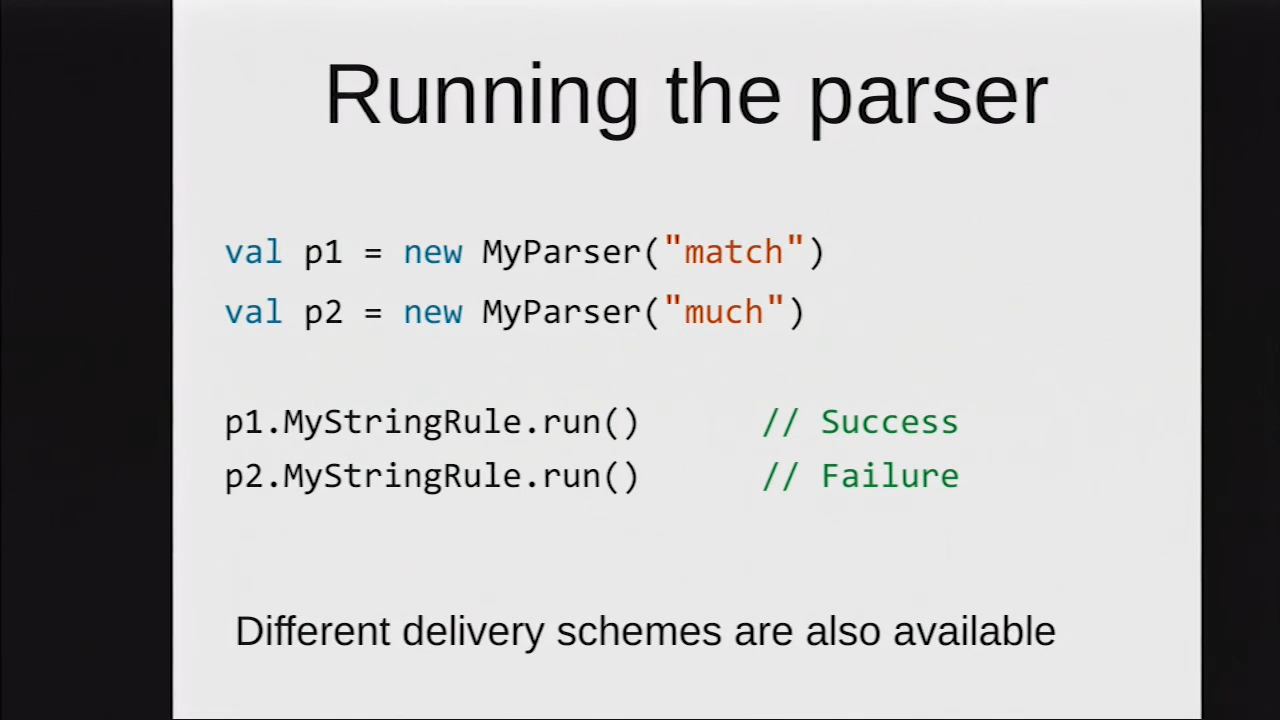 Running the parser
val p1 = new MyParser("match")
val p2 = new MyParser("much")
p1.MyStringRule.run() // Success
p2.MyStringRule.run() // Failure
Different delivery schemes are also available